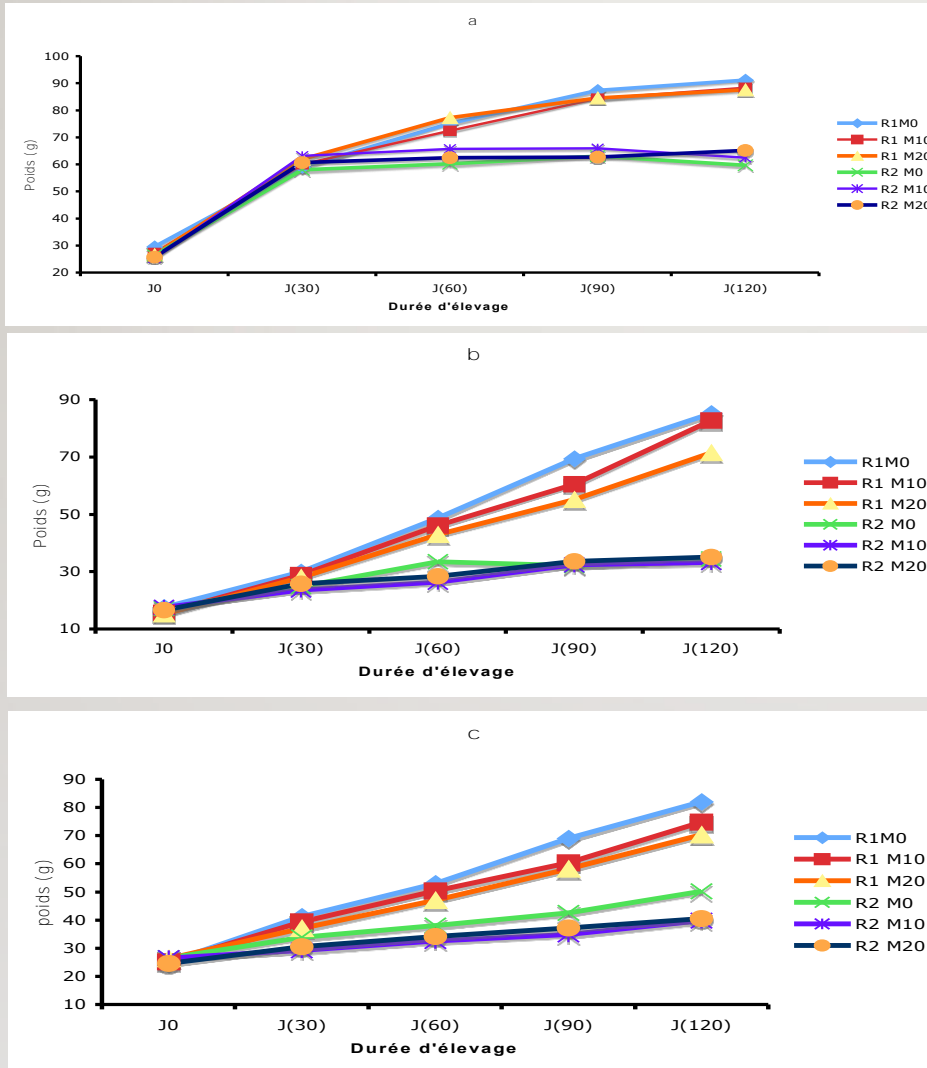 a
100
90
80
70
60
50
40
30
20
Poids (g)
J0 J(30) J(60) J(90) J(120)
Durée d'élevage
R1M0
R1 M10
R1 M20
R2 M0
R2 M10
R2 M20
b
90
70
50
30
10
Poids (g)
J0 J(30) J(60) J(90) J(120)
Durée d'élevage
R1M0
R1 M10
R1 M20
R2 M0
R2 M10
R2 M20
c
90
80
70
60
50
40
30
20
10
poids (g)
J0 J(30) J(60) J(90) J(120)
Durée d'élevage
R1M0
R1 M10
R1 M20
R2 M0
R2 M10
R2 M20